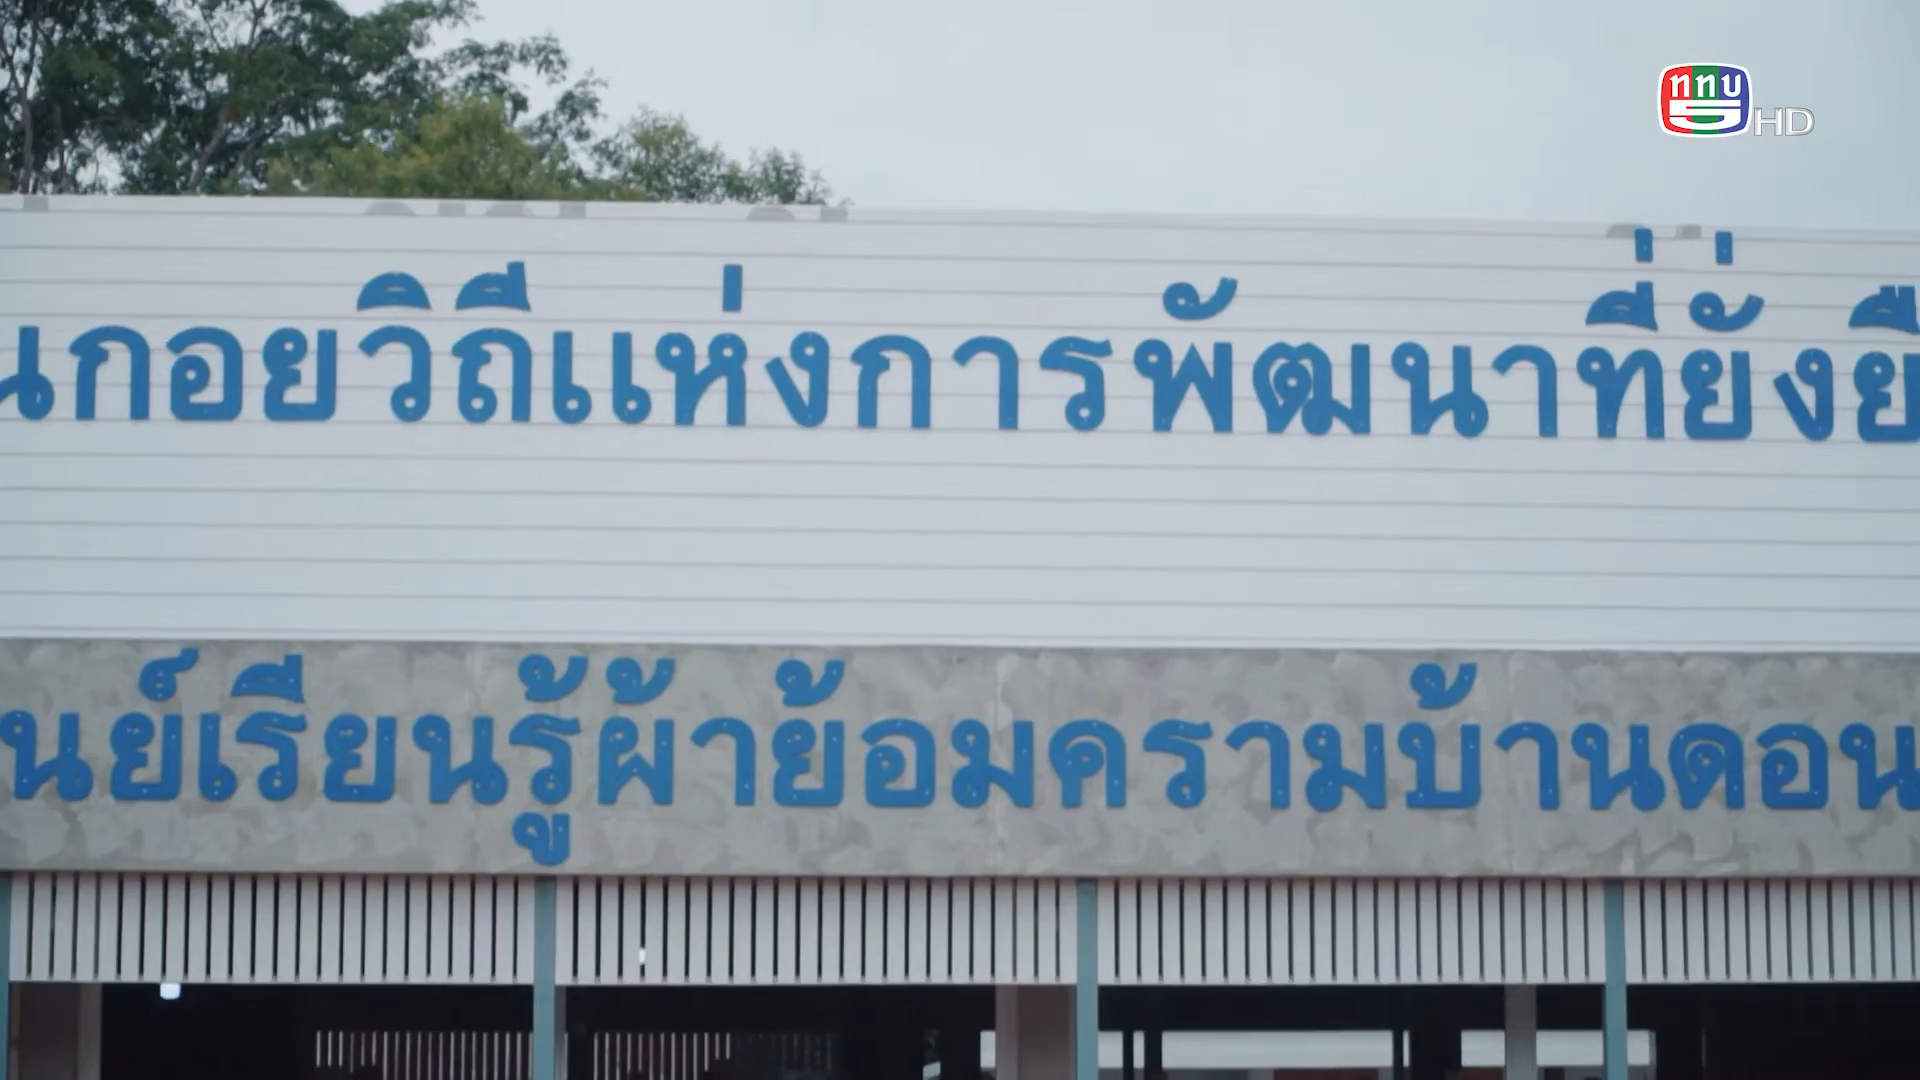 ททบ 5 HD
นกอยวิถีแห่งการพัฒนาที่ยั่งยื
นย์เรียนรู้ผ้าย้อมครามบ้านดอน